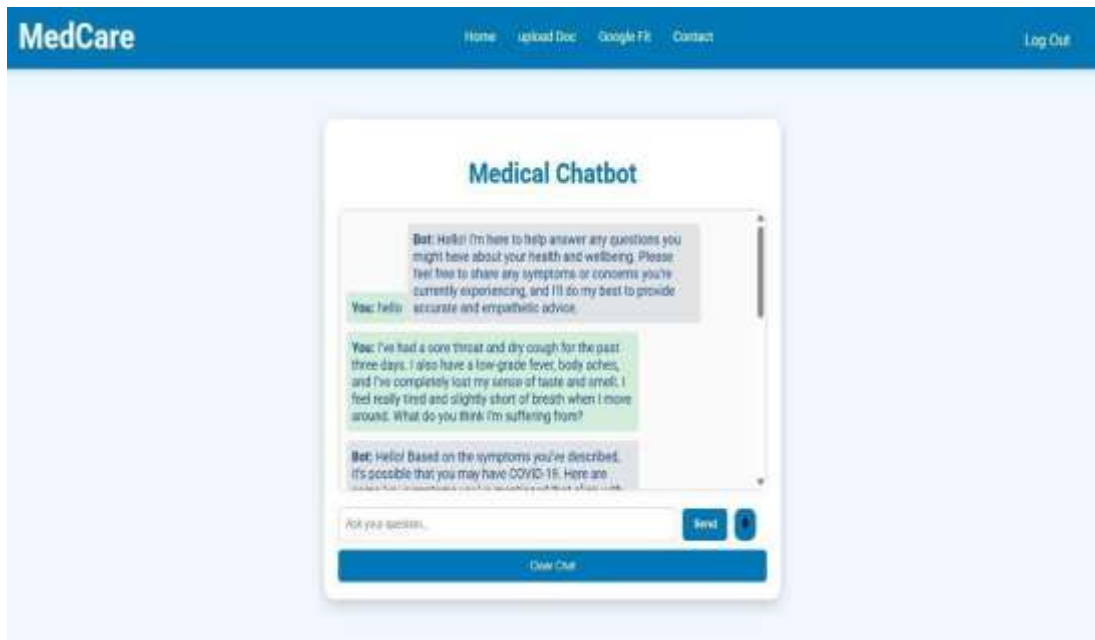 MedCare
Home upload Doc Google Fit Contact
Log Out
Medical Chatbot
Bot: Hello! I'm here to help answer any questions you
might have about your health and wellbeing. Please
feel free to share any symptoms or concerns you're
currently experiencing, and I'll do my best to provide
accurate and empathetic advice.
You: hello
You: I've had a sore throat and dry cough for the past
three days. I also have a low-grade fever, body aches,
and I've completely lost my sense of taste and smell. I
feel really tired and slightly short of breath when I move
around. What do you think I'm suffering from?
Bot: Hello! Based on the symptoms you've described,
it's possible that you may have COVID-19. Here are
Ask your question...
Send
Clear Chat